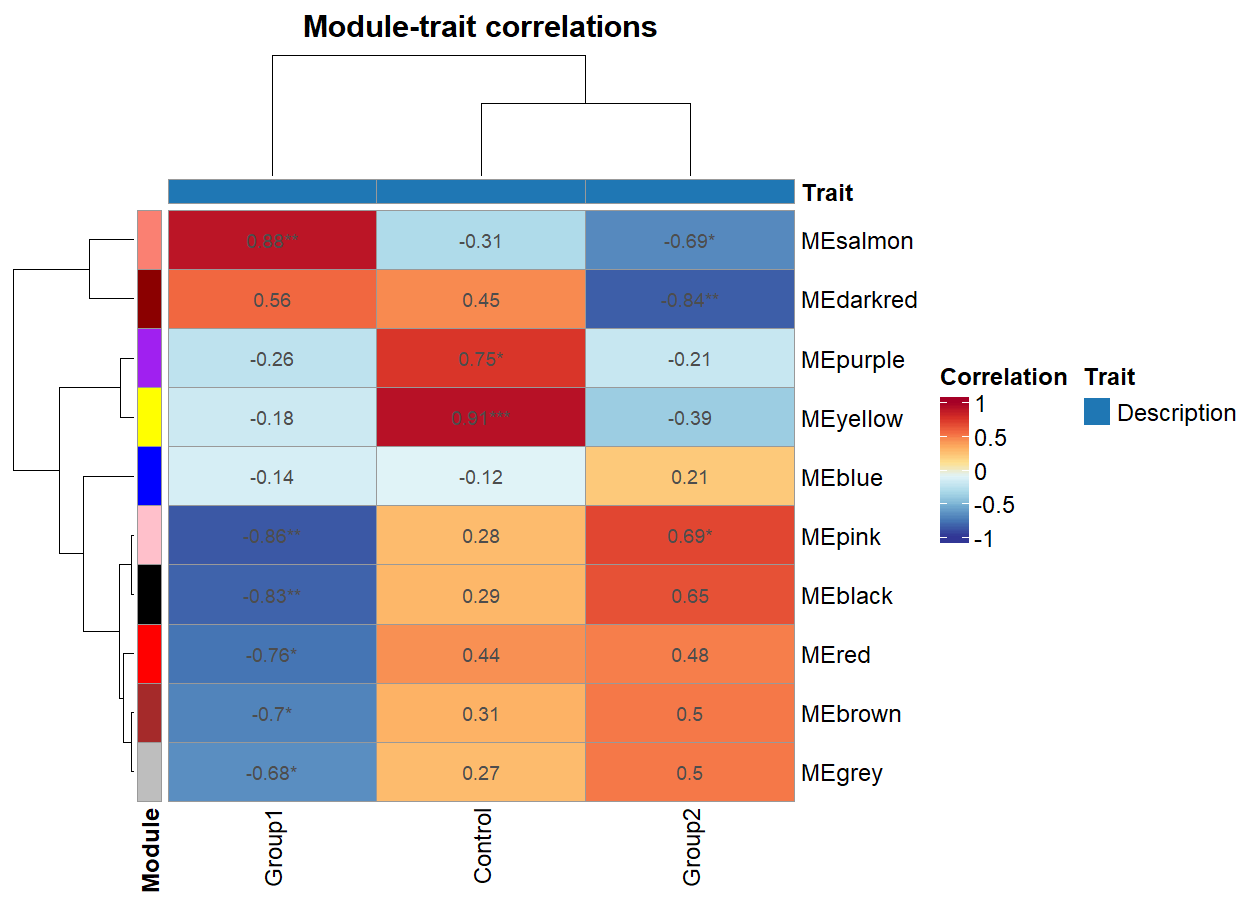 Module-trait correlations
Trait
0.88** -0.31 -0.69* MEsalmon
0.56 0.45 -0.84** MEdarkred
-0.26 0.75* -0.21 MEpurple
-0.18 0.91*** -0.39 MEyellow
-0.14 -0.12 0.21 MEblue
-0.86** 0.28 0.69* MEpink
-0.83** 0.29 0.65 MEblack
-0.76* 0.44 0.48 MEred
-0.7* 0.31 0.5 MEbrown
-0.68* 0.27 0.5 MEgrey
Module Group1 Control Group2
Correlation
1
0.5
0
-0.5
-1
Trait
Description